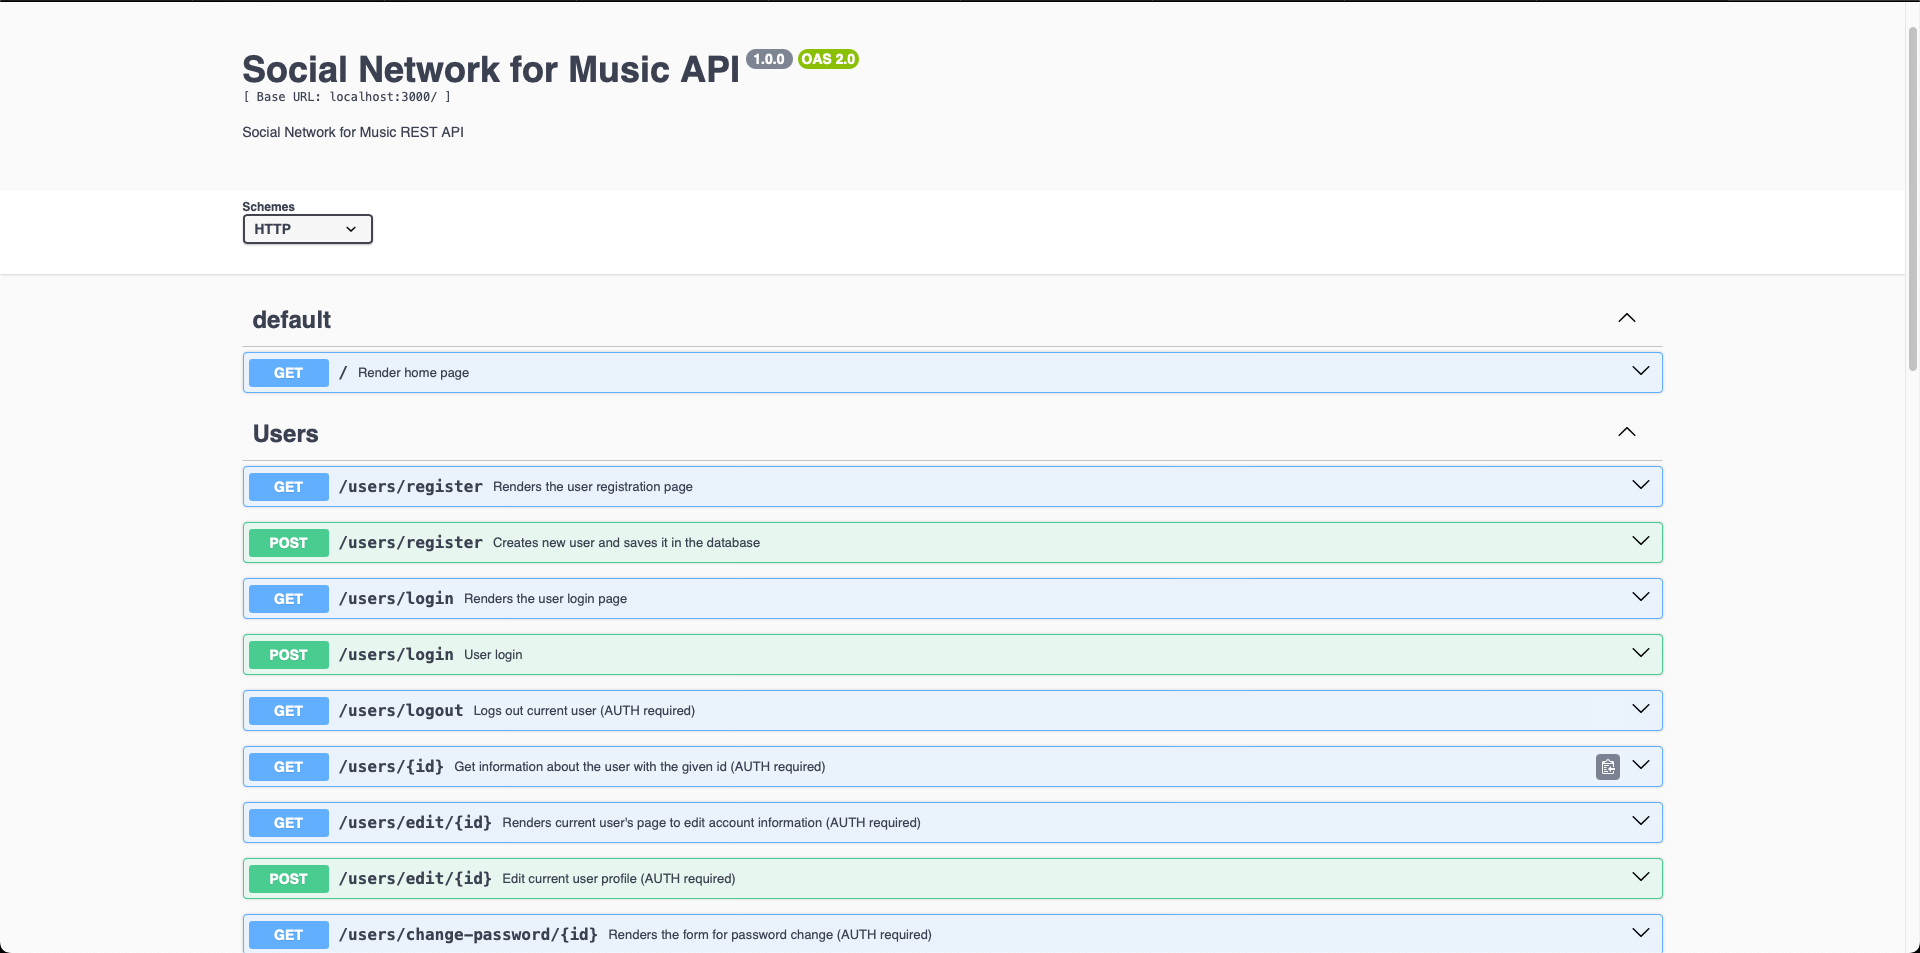 Social Network for Music API 1.0.0 OAS 2.0
[ Base URL: localhost:3000/ ]
Social Network for Music REST API
Schemes
HTTP
default
GET / Render home page
Users
GET /users/register Renders the user registration page
POST /users/register Creates new user and saves it in the database
GET /users/login Renders the user login page
POST /users/login User login
GET /users/logout Logs out current user (AUTH required)
GET /users/{id} Get information about the user with the given id (AUTH required)
GET /users/edit/{id} Renders current user's page to edit account information (AUTH required)
POST /users/edit/{id} Edit current user profile (AUTH required)
GET /users/change-password/{id} Renders the form for password change (AUTH required)